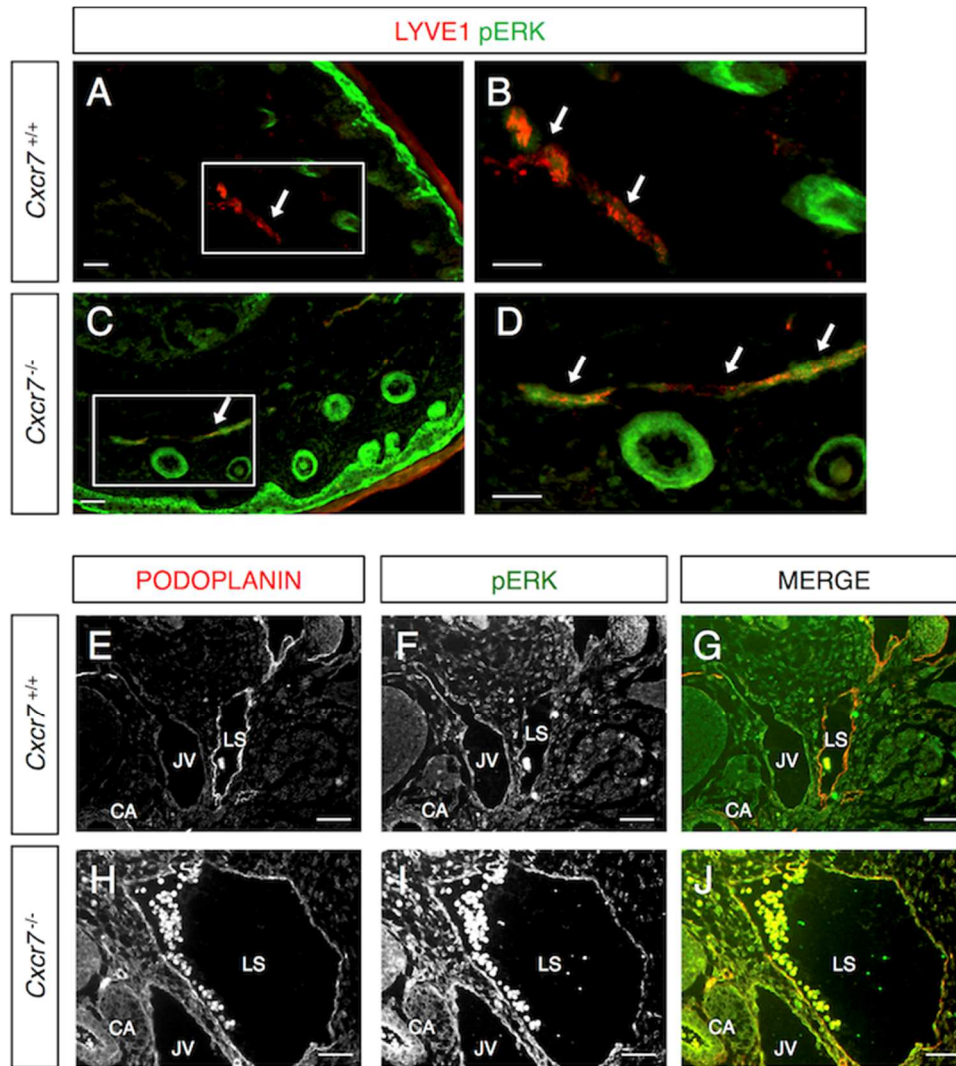 LYVE1 pERK
Cxcr7 +/+
A
B
Cxcr7 -/-
C
D
PODOPLANIN
pERK
MERGE
Cxcr7 +/+
E
JV
LS
CA
F
JV
LS
CA
G
JV
LS
CA
Cxcr7 -/-
H
LS
CA
JV
I
LS
CA
JV
J
LS
CA
JV